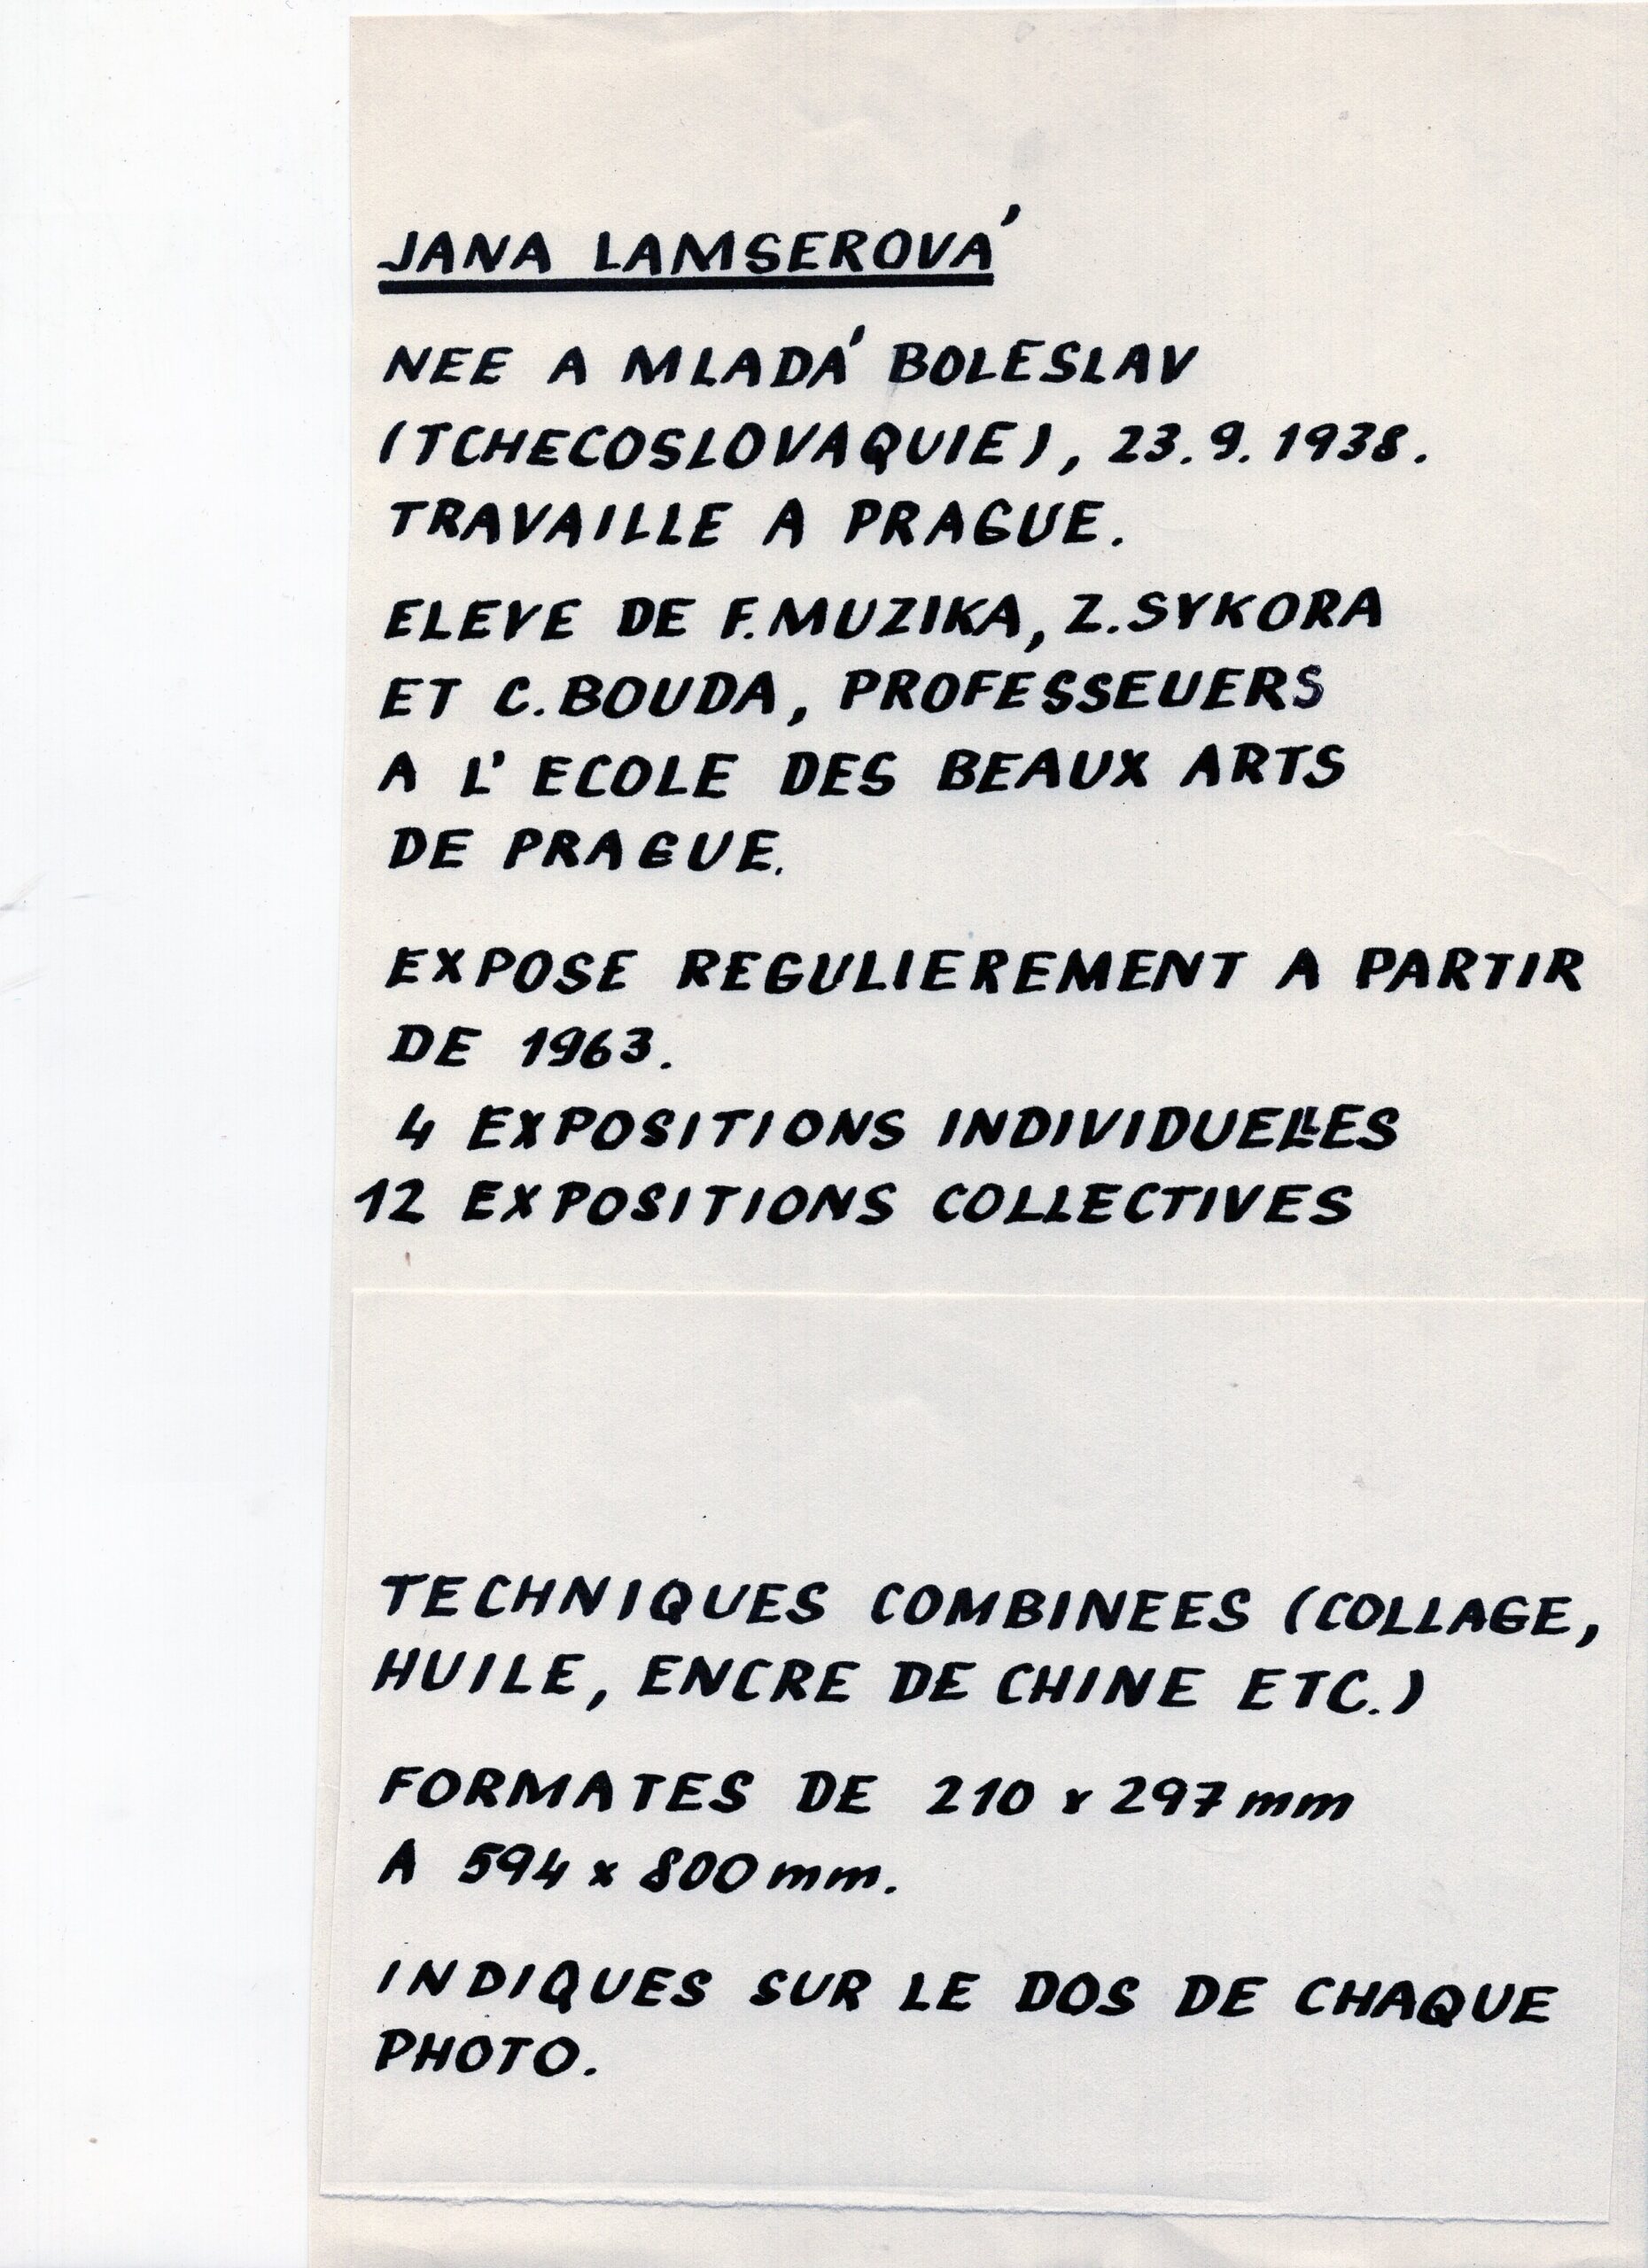 JANA LAMSEROVÁ
NEE A MLADÁ BOLESLAV
(TCHECOSLOVAQUIE), 23.9.1938.
TRAVAILLE A PRAGUE.
ELEVE DE F.MUZIKA, Z.SYKORA
ET C.BOUDA, PROFESSEUERS
A L'ECOLE DES BEAUX ARTS
DE PRAGUE.
EXPOSE REGULIEREMENT A PARTIR
DE 1963.
4 EXPOSITIONS INDIVIDUELLES
12 EXPOSITIONS COLLECTIVES
TECHNIQUES COMBINEES (COLLAGE,
HUILE, ENCRE DE CHINE ETC.)
FORMATES DE 210 x 297 mm
A 594 x 800 mm.
INDIQUES SUR LE DOS DE CHAQUE
PHOTO.